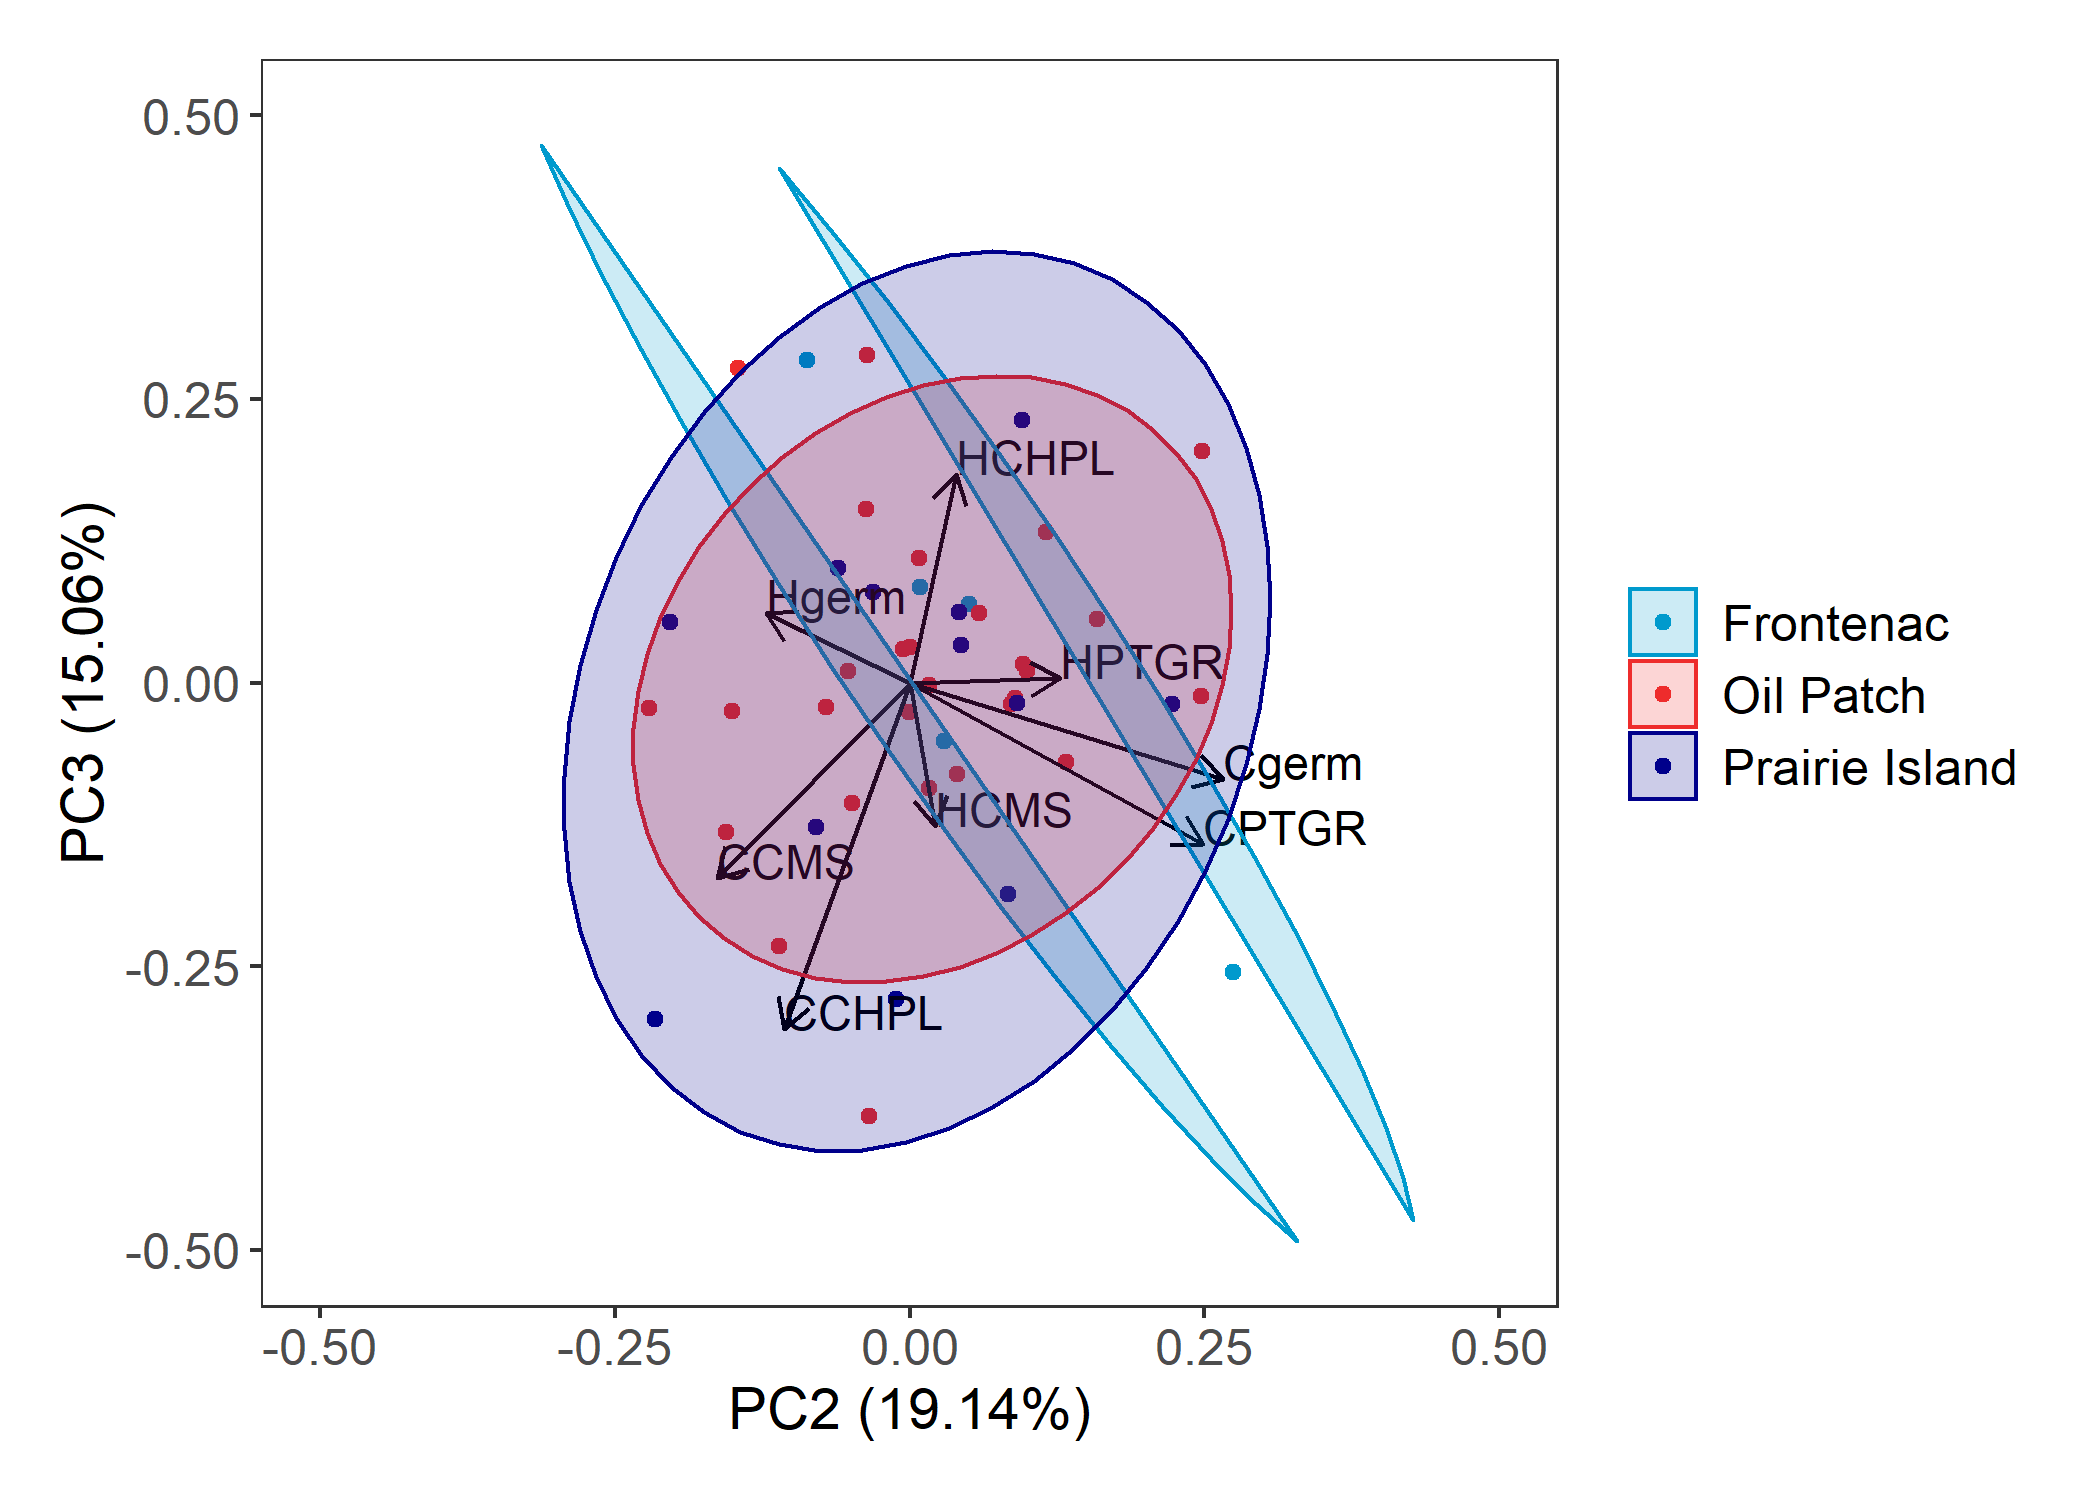 0.50
0.25
0.00
-0.25
-0.50
PC3 (15.06%)
HCHPL
Hgerm
HPTGR
Cgerm
CPTGR
HCMS
CCMS
CCHPL
-0.50
-0.25
0.00
0.25
0.50
PC2 (19.14%)
Frontenac
Oil Patch
Prairie Island